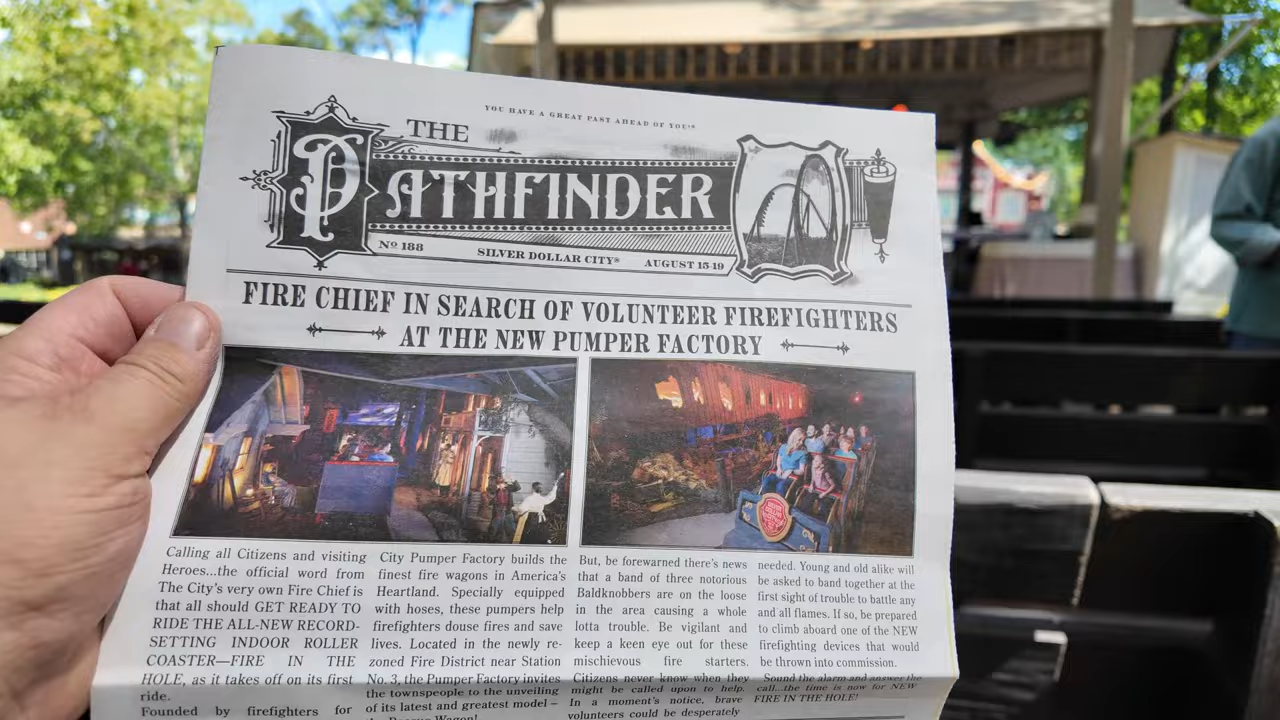 YOU HAVE A GREAT PAST AHEAD OF YOU℠
THE
PATHFINDER
Nº 188 SILVER DOLLAR CITY® AUGUST 15-19
FIRE CHIEF IN SEARCH OF VOLUNTEER FIREFIGHTERS
AT THE NEW PUMPER FACTORY
Calling all Citizens and visiting
Heroes...the official word from
The City's very own Fire Chief is
that all should GET READY TO
RIDE THE ALL-NEW RECORD-
SETTING INDOOR ROLLER
COASTER—FIRE IN THE
HOLE, as it takes off on its first
ride.
Founded by firefighters for
City Pumper Factory builds the
finest fire wagons in America's
Heartland. Specially equipped
with hoses, these pumpers help
firefighters douse fires and save
lives. Located in the newly re-
zoned Fire District near Station
No. 3, the Pumper Factory invites
the townspeople to the unveiling
of its latest and greatest model –
the Rescue Wagon!
But, be forewarned there's news
that a band of three notorious
Baldknobbers are on the loose
in the area causing a whole
lotta trouble. Be vigilant and
keep a keen eye out for these
mischievous fire starters.
Citizens never know when they
might be called upon to help.
In a moment's notice, brave
volunteers could be desperately
needed. Young and old alike will
be asked to band together at the
first sight of trouble to battle any
and all flames. If so, be prepared
to climb aboard one of the NEW
firefighting devices that would
be thrown into commission.
Sound the alarm and answer the
call...the time is now for NEW
FIRE IN THE HOLE!